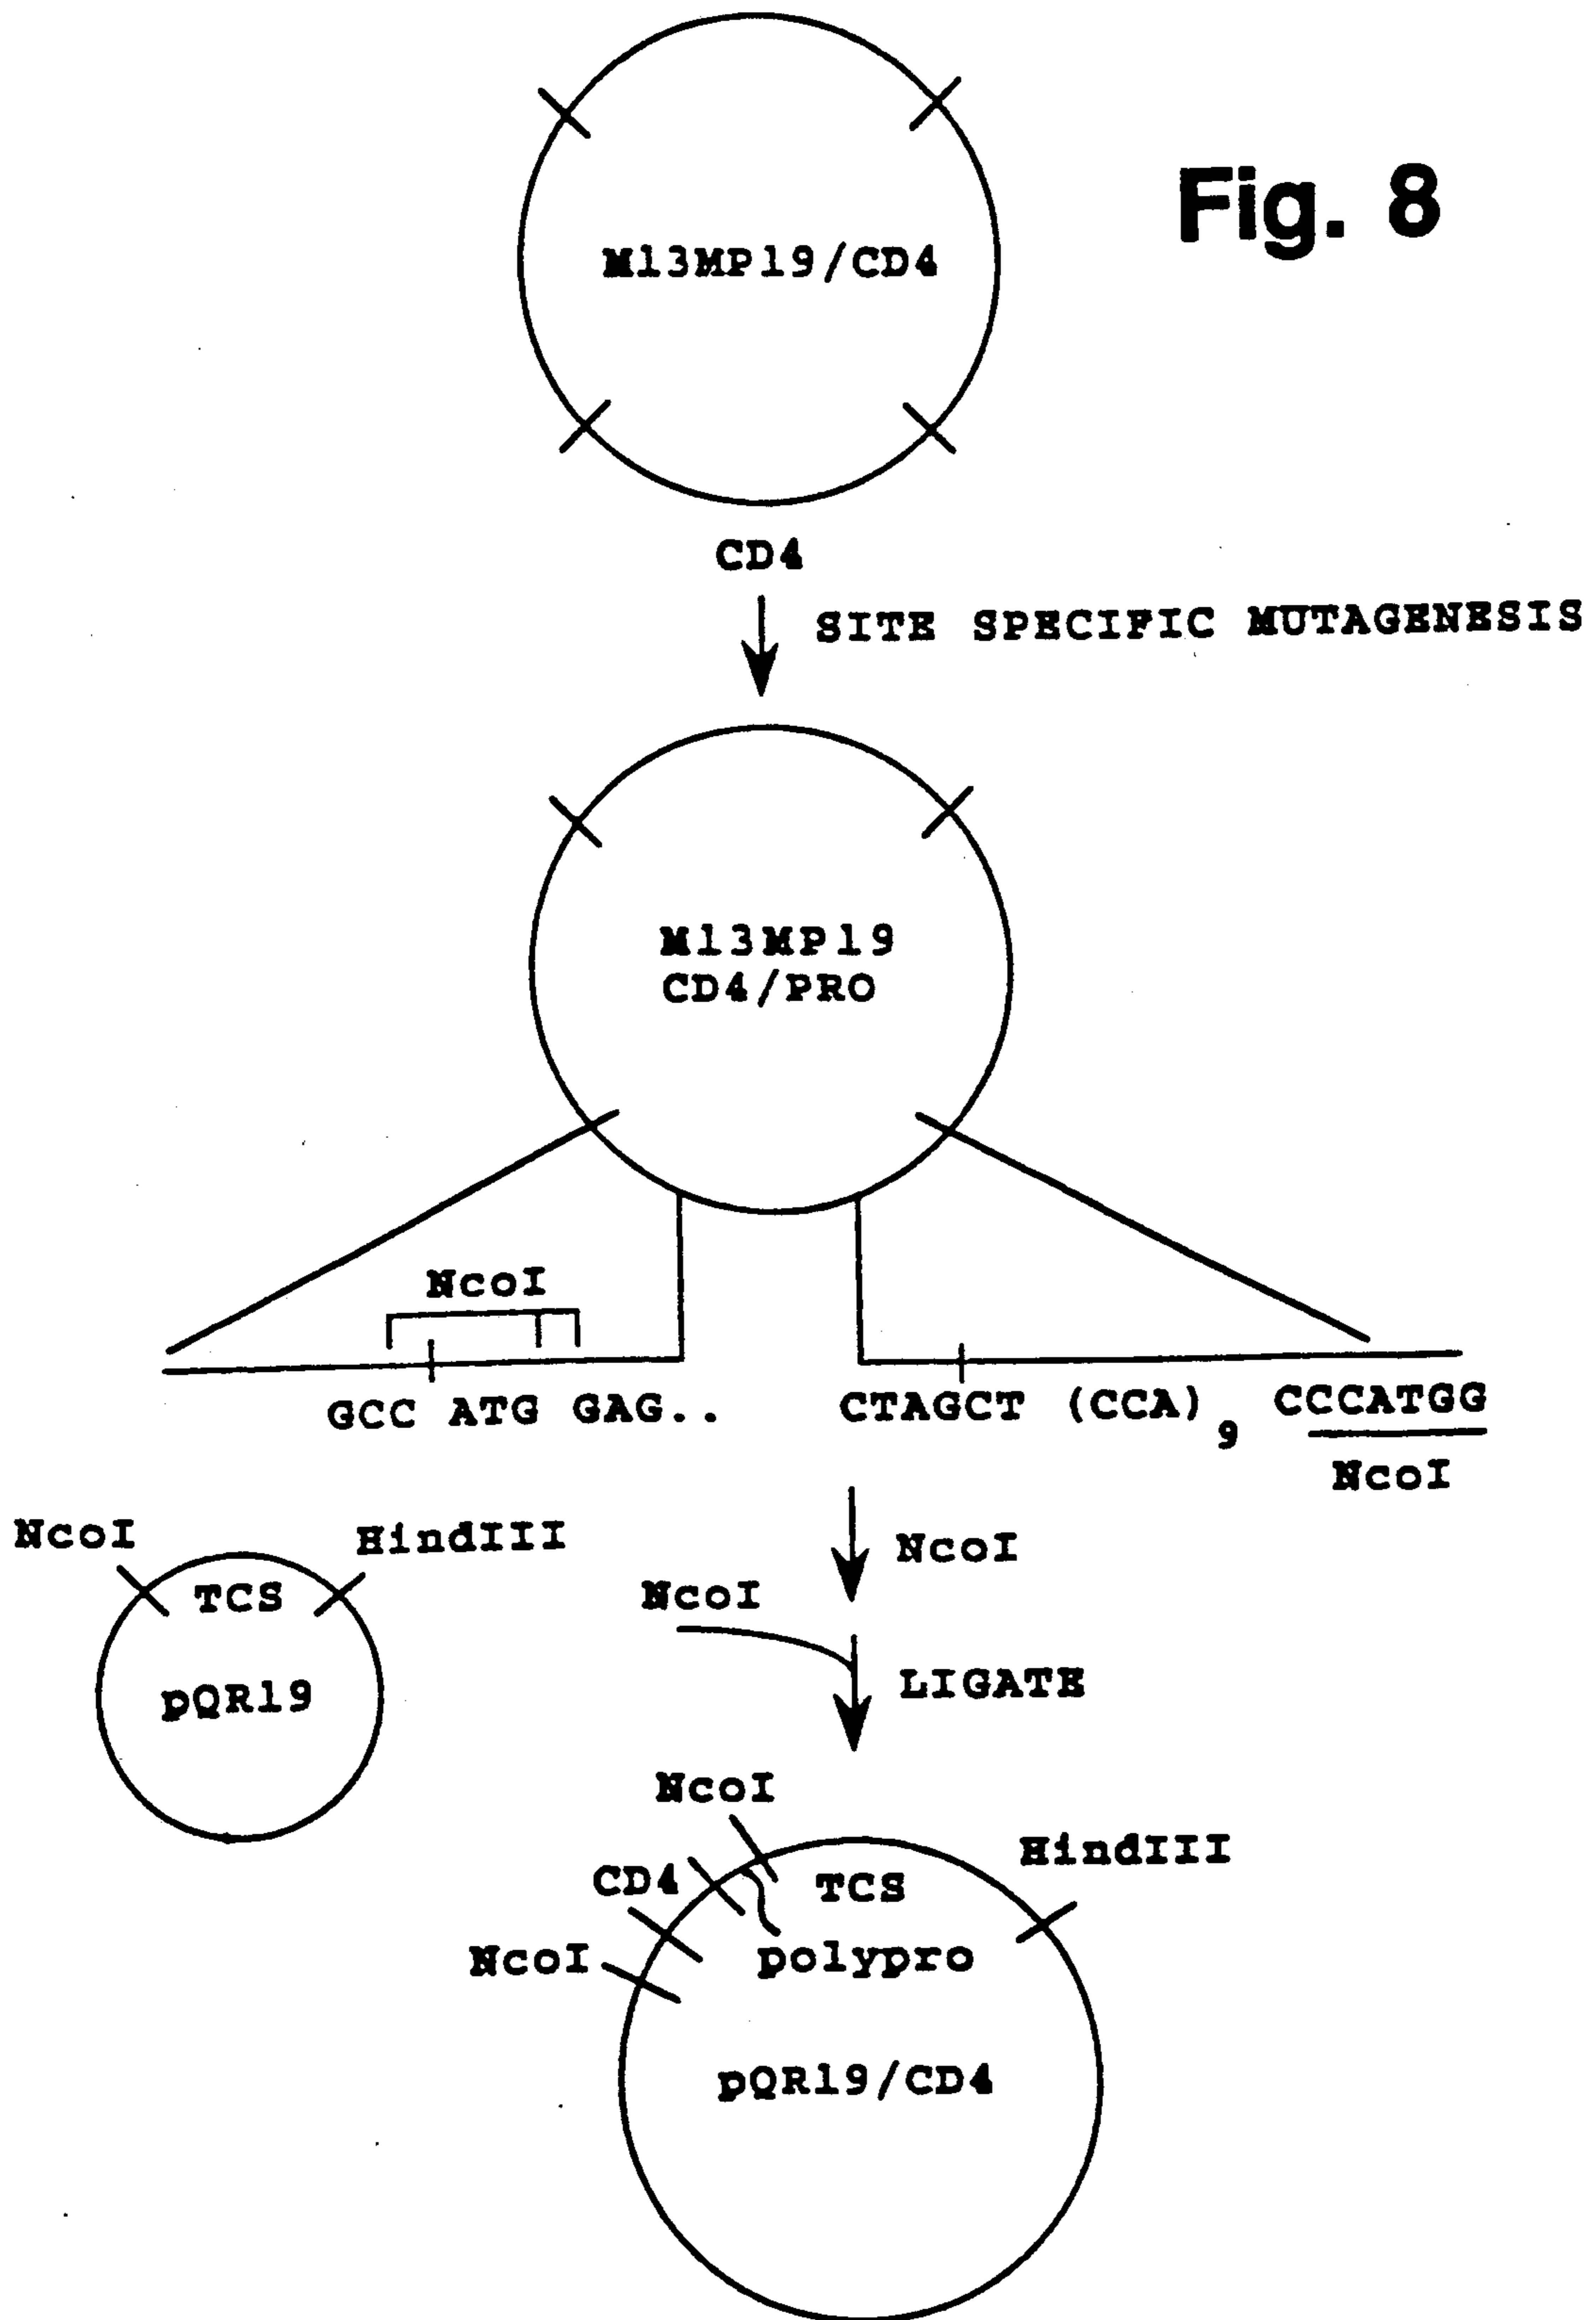 Fig. 8
M13MP19/CD4
CD4
SITE SPECIFIC MUTAGENESIS
M13MP19
CD4/PRO
NcoI
GCC ATG GAG..
CTAGCT (CCA)9 CCCATGG
NcoI
NcoI
HindIII
TCS
pQR19
NcoI
NcoI
LIGATE
NcoI
HindIII
CD4
TCS
NcoI
polypro
pQR19/CD4